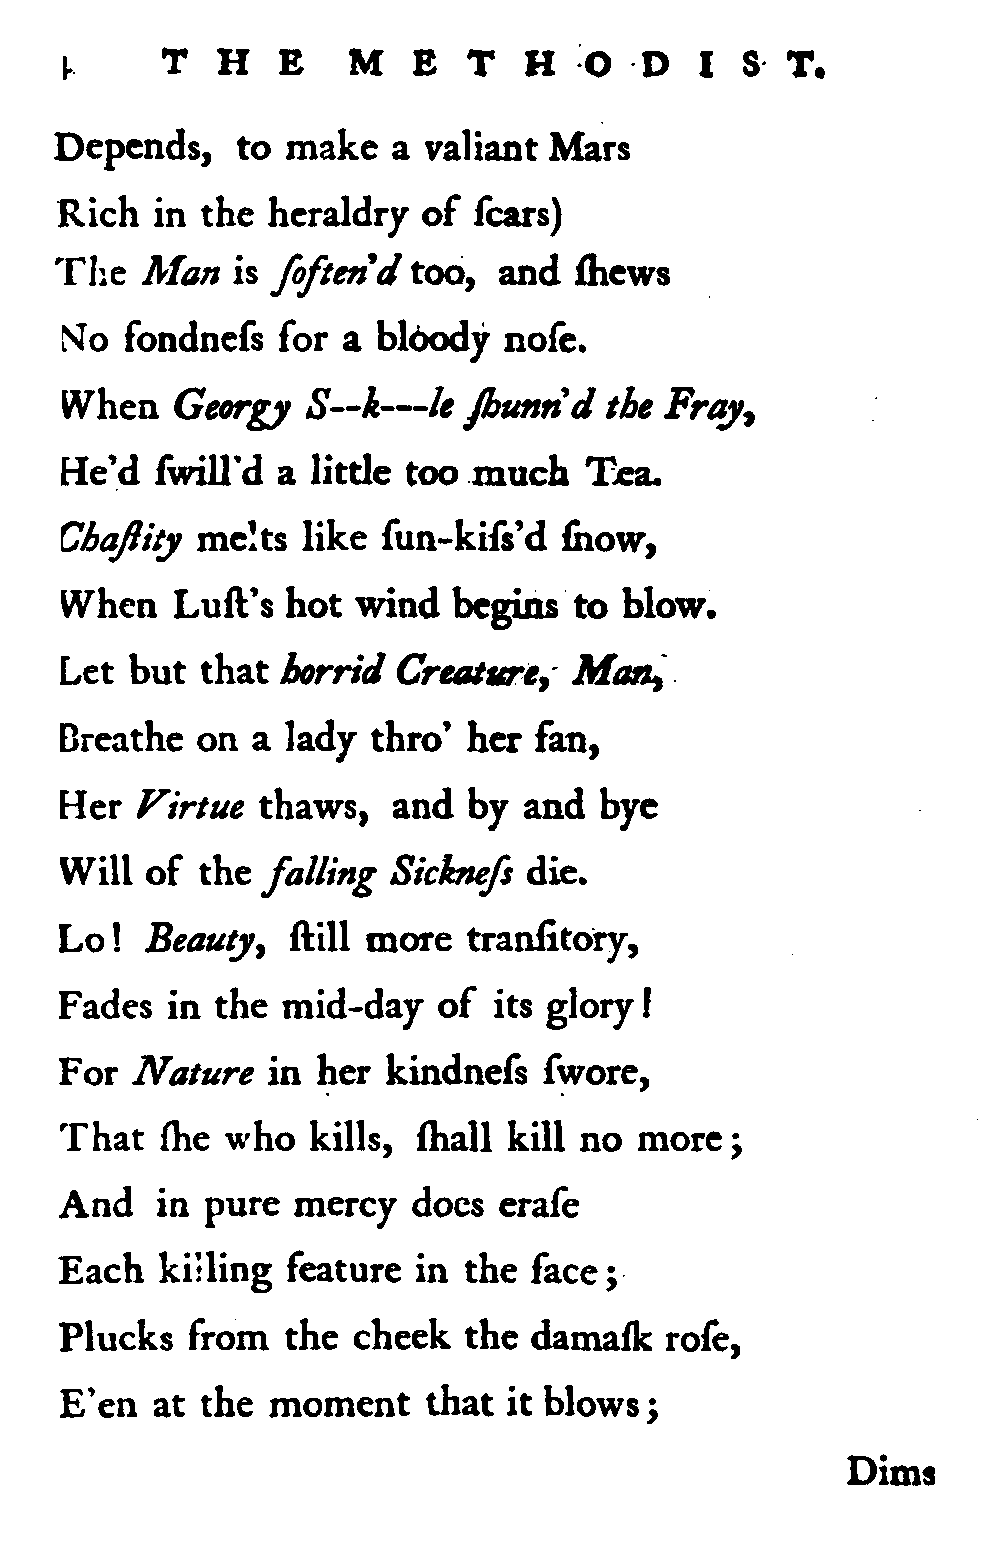 THE METHODIST.
Depends, to make a valiant Mars
Rich in the heraldry of ſcars)
The Man is ſoften'd too, and ſhews
No fondneſs for a bloody noſe.
When Georgy S--k---le ſhunn'd the Fray,
He'd ſwill'd a little too much Tea.
Chaſtity melts like ſun-kiſs'd ſnow,
When Luſt's hot wind begins to blow.
Let but that horrid Creature, Man,
Breathe on a lady thro' her fan,
Her Virtue thaws, and by and bye
Will of the falling Sickneſs die.
Lo! Beauty, ſtill more tranſitory,
Fades in the mid-day of its glory!
For Nature in her kindneſs ſwore,
That ſhe who kills, ſhall kill no more;
And in pure mercy does eraſe
Each killing feature in the face;
Plucks from the cheek the damaſk roſe,
E'en at the moment that it blows;
Dims